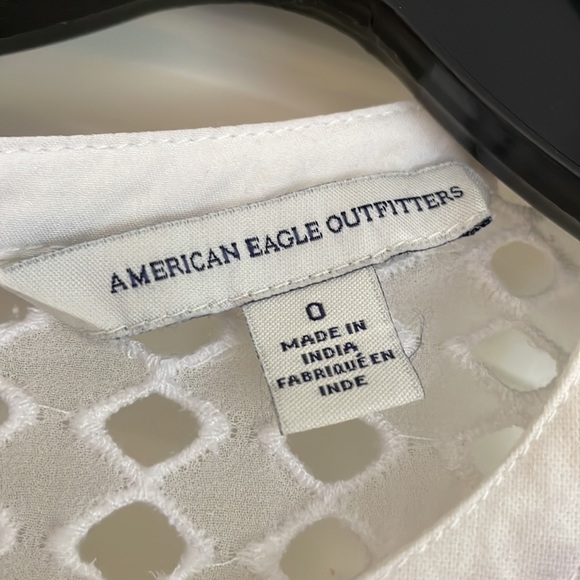 AMERICAN EAGLE OUTFITTERS
0
MADE IN
INDIA
FABRIQUÉ EN
INDE